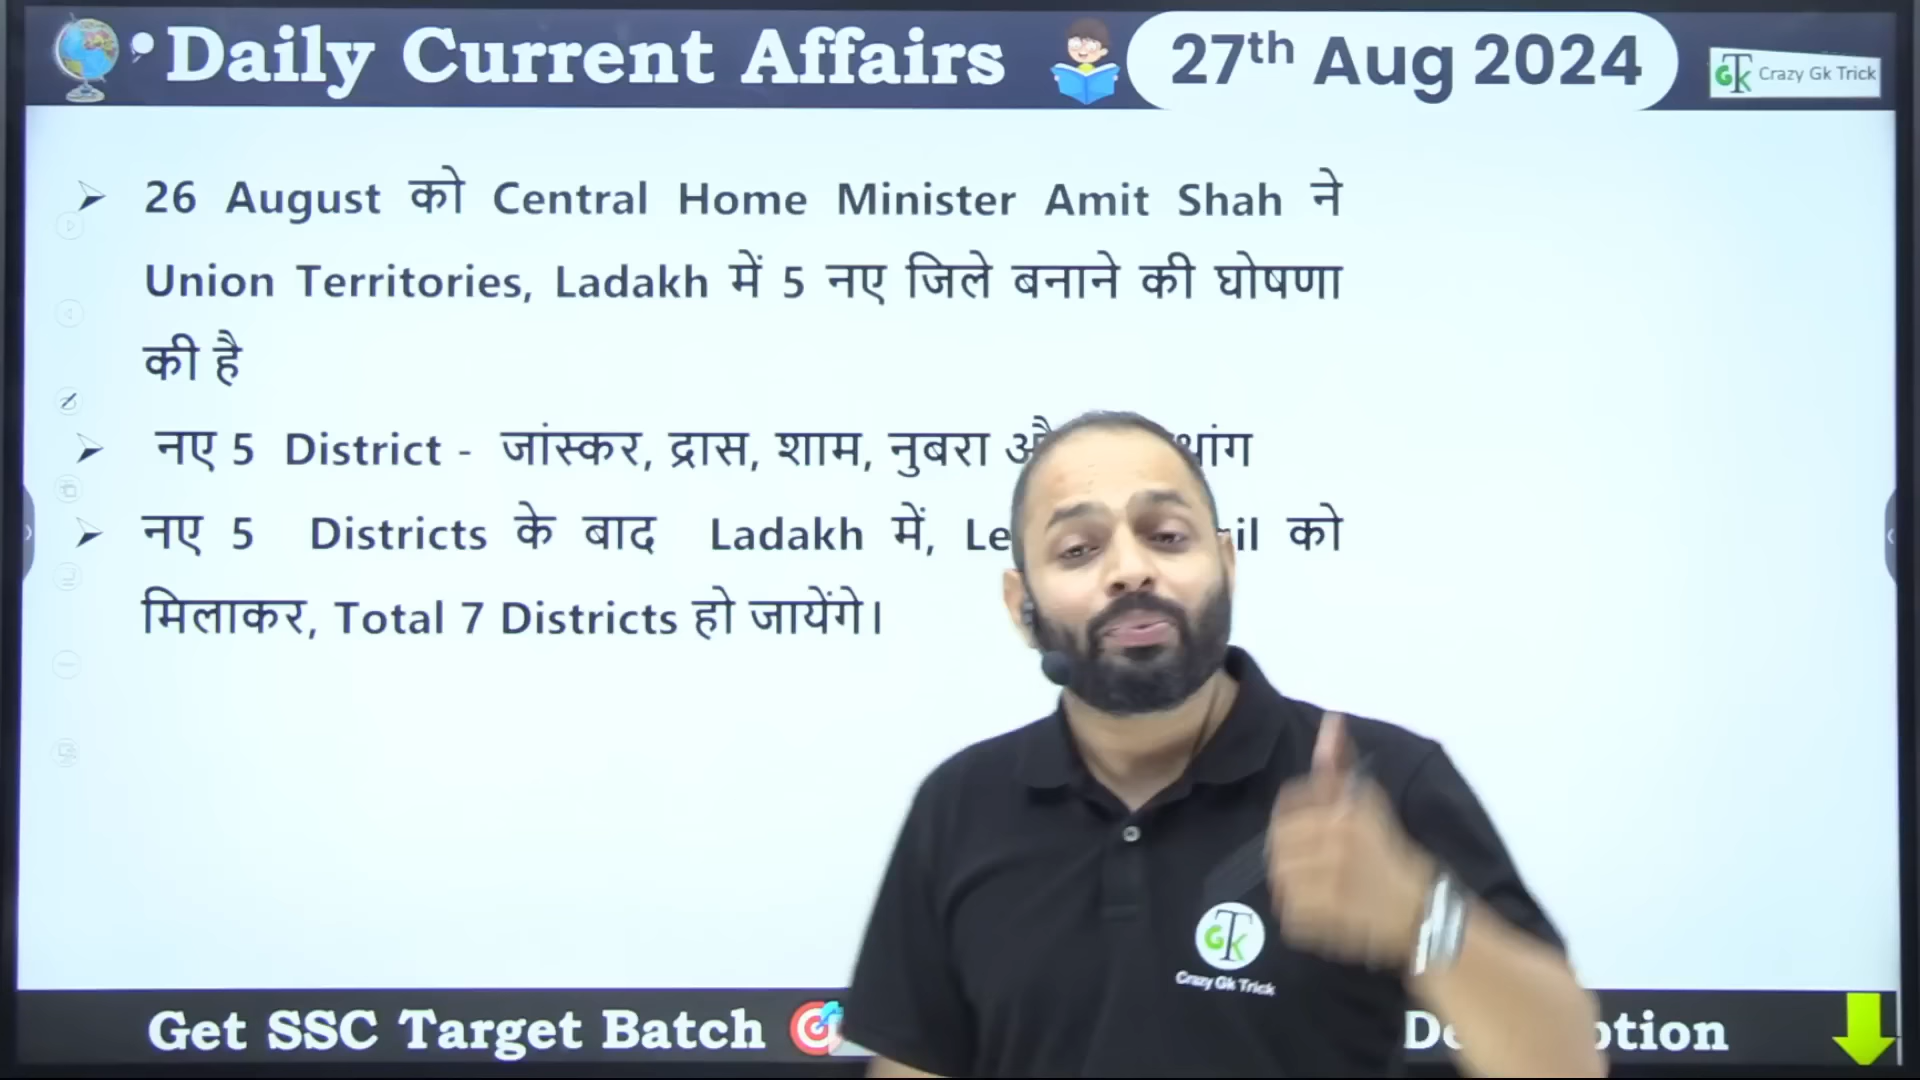 Daily Current Affairs
27th Aug 2024
GTK Crazy Gk Trick
26 August को Central Home Minister Amit Shah ने
Union Territories, Ladakh में 5 नए जिले बनाने की घोषणा
की है
नए 5 District - जांस्कर, द्रास, शाम, नुबरा
नए 5 Districts के बाद Ladakh में, को
मिलाकर, Total 7 Districts हो जायेंगे।
GTK
Crazy Gk Trick
Get SSC Target Batch